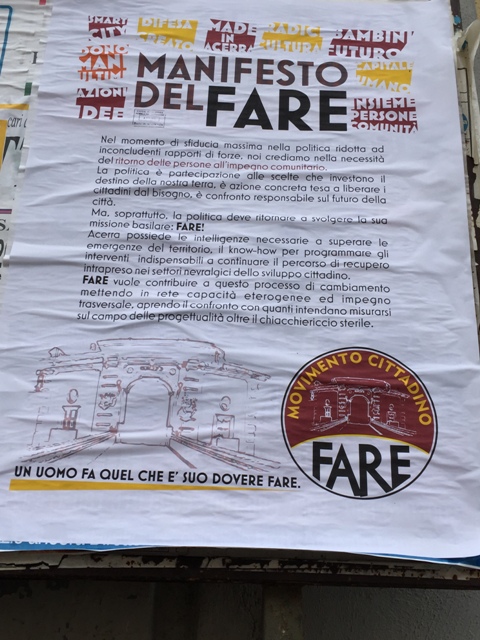 SMART
CITY
DIFESA
CREATO
MADE
IN
ACERRA
RADICI
CULTURA
BAMBINI
FUTURO
SONO
MANI
ULTIMI
CAPITALE
UMANO
AZIONI
IDEE
INSIEME
PERSONE
COMUNITÀ
MANIFESTO
DEL FARE
Nel momento di sfiducia massima nella politica ridotta ad
inconcludenti rapporti di forze, noi crediamo nella necessità
del ritorno delle persone all'impegno comunitario.
La politica è partecipazione alle scelte che investono il
destino della nostra terra, è azione concreta tesa a liberare i
cittadini dal bisogno, è confronto responsabile sul futuro della
città.
Ma, soprattutto, la politica deve ritornare a svolgere la sua
missione basilare: FARE!
Acerra possiede le intelligenze necessarie a superare le
emergenze del territorio, il know-how per programmare gli
interventi indispensabili a continuare il percorso di recupero
intrapreso nei settori nevralgici dello sviluppo cittadino.
FARE vuole contribuire a questo processo di cambiamento
mettendo in rete capacità eterogenee ed impegno
trasversale, aprendo il confronto con quanti intendano misurarsi
sul campo delle progettualità oltre il chiacchiericcio sterile.
MOVIMENTO CITTADINO
FARE
UN UOMO FA QUEL CHE E' SUO DOVERE FARE.